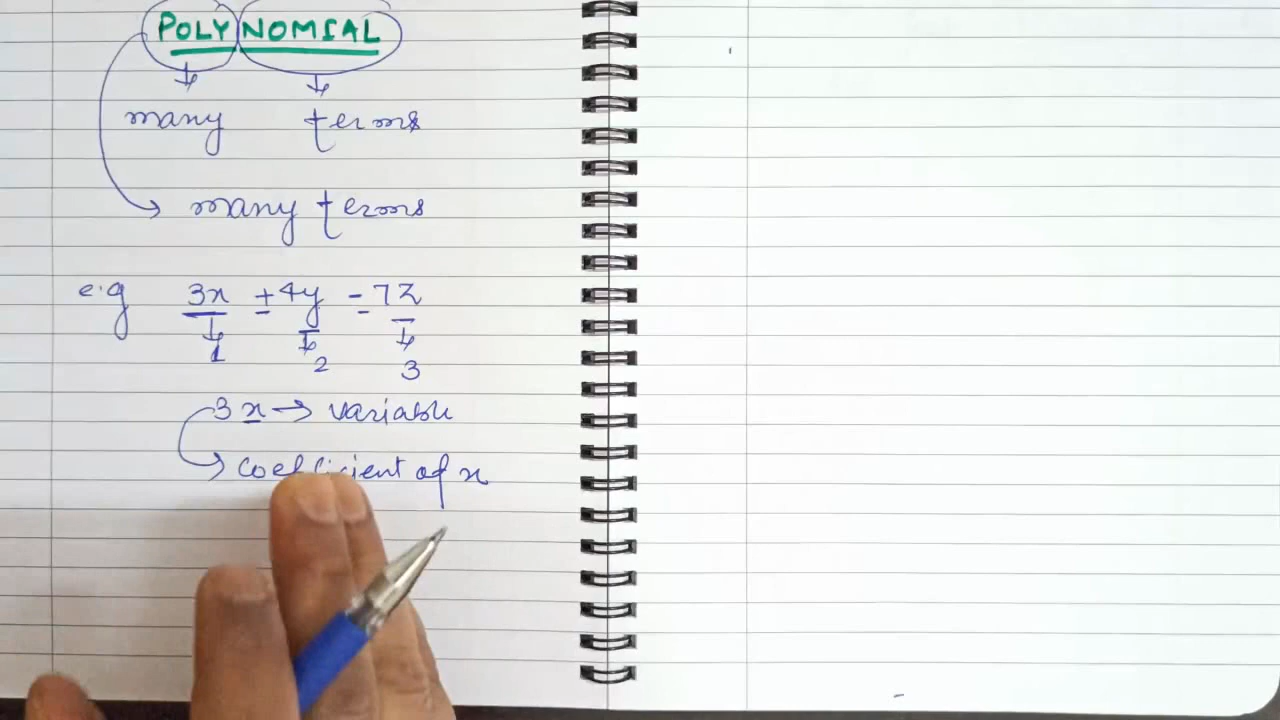 POLYNOMIAL
many terms
many terms
e.g 3x + 4y - 7z
1 2 3
3x → variable
coefficient of x